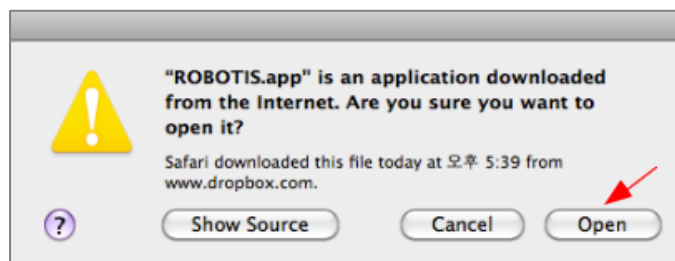 “ROBOTIS.app” is an application downloaded
from the Internet. Are you sure you want to
open it?
Safari downloaded this file today at 오후 5:39 from
www.dropbox.com.
?
Show Source
Cancel
Open